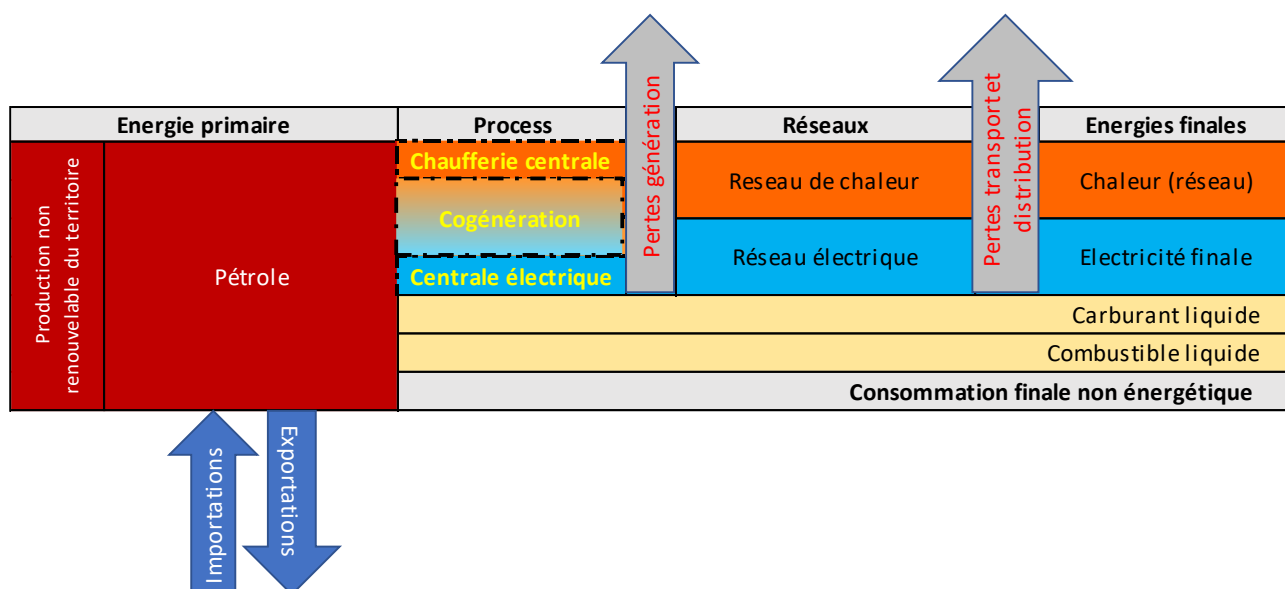 Energie primaire
Process
Réseaux
Energies finales
Pertes génération
Pertes transport et
distribution
Production non
renouvelable du territoire
Pétrole
Chaufferie centrale
Cogénération
Centrale électrique
Reseau de chaleur
Réseau électrique
Chaleur (réseau)
Electricité finale
Carburant liquide
Combustible liquide
Consommation finale non énergétique
Importations
Exportations